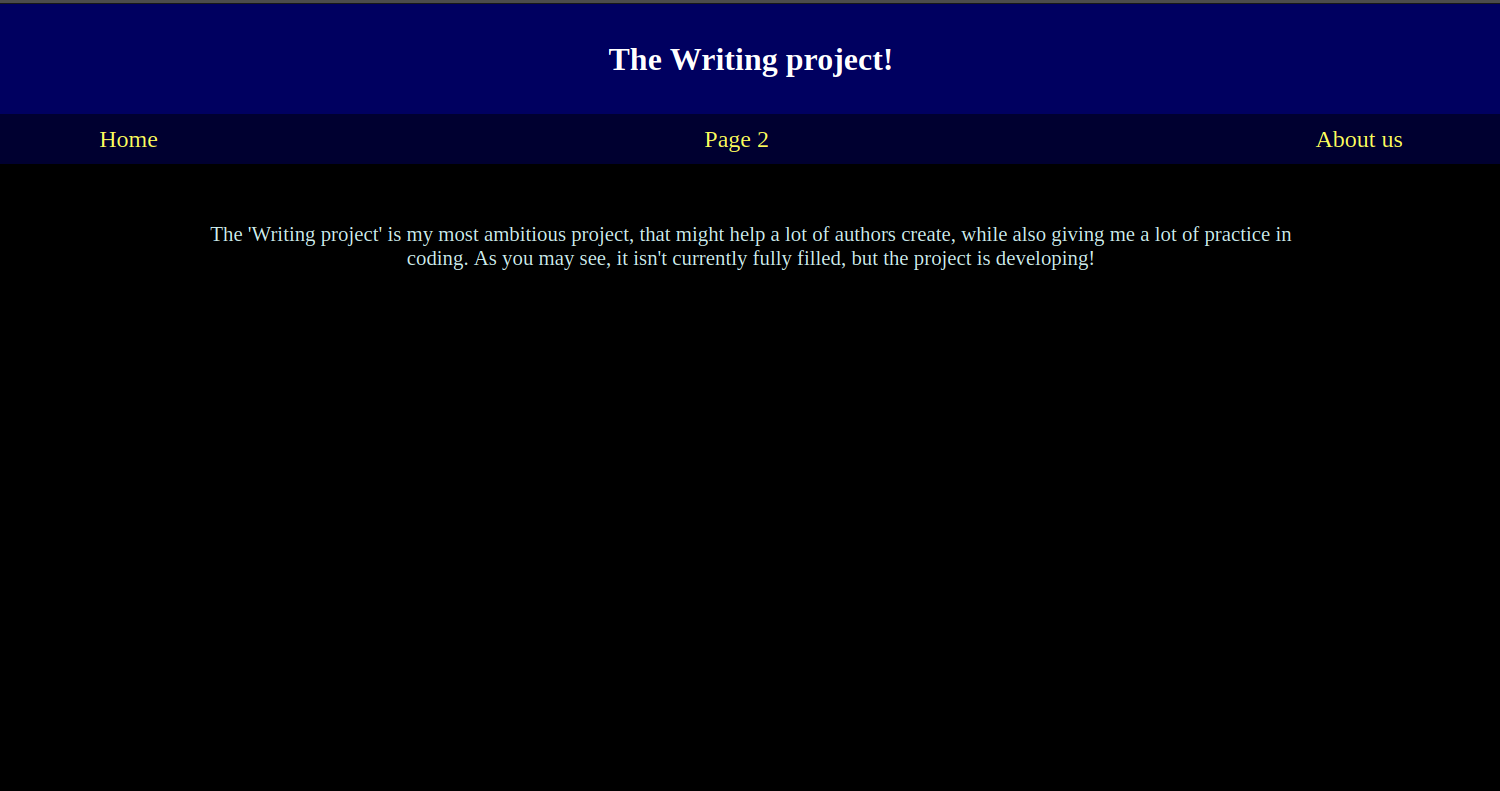 The Writing project!
Home
Page 2
About us
The 'Writing project' is my most ambitious project, that might help a lot of authors create, while also giving me a lot of practice in
coding. As you may see, it isn't currently fully filled, but the project is developing!